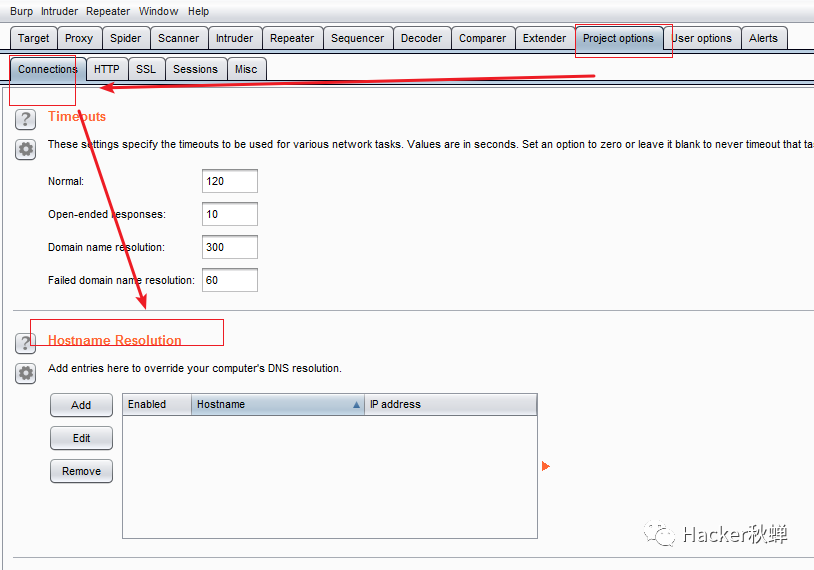 Burp Intruder Repeater Window Help
Target Proxy Spider Scanner Intruder Repeater Sequencer Decoder Comparer Extender Project options User options Alerts
Connections HTTP SSL Sessions Misc
? Timeouts
These settings specify the timeouts to be used for various network tasks. Values are in seconds. Set an option to zero or leave it blank to never timeout that ta
Normal: 120
Open-ended responses: 10
Domain name resolution: 300
Failed domain name resolution: 60
? Hostname Resolution
Add entries here to override your computer's DNS resolution.
Add Enabled Hostname IP address
Edit
Remove
Hacker秋蝉